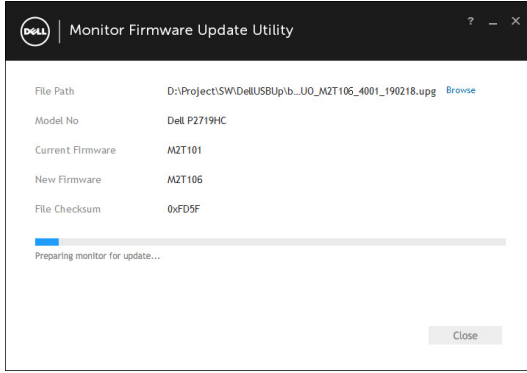 DELL Monitor Firmware Update Utility ? _ ×
File Path D:\Project\SW\DellUSBUp\b...UO_M2T106_4001_190218.upg Browse
Model No Dell P2719HC
Current Firmware M2T101
New Firmware M2T106
File Checksum 0xFD5F
Preparing monitor for update...
Close